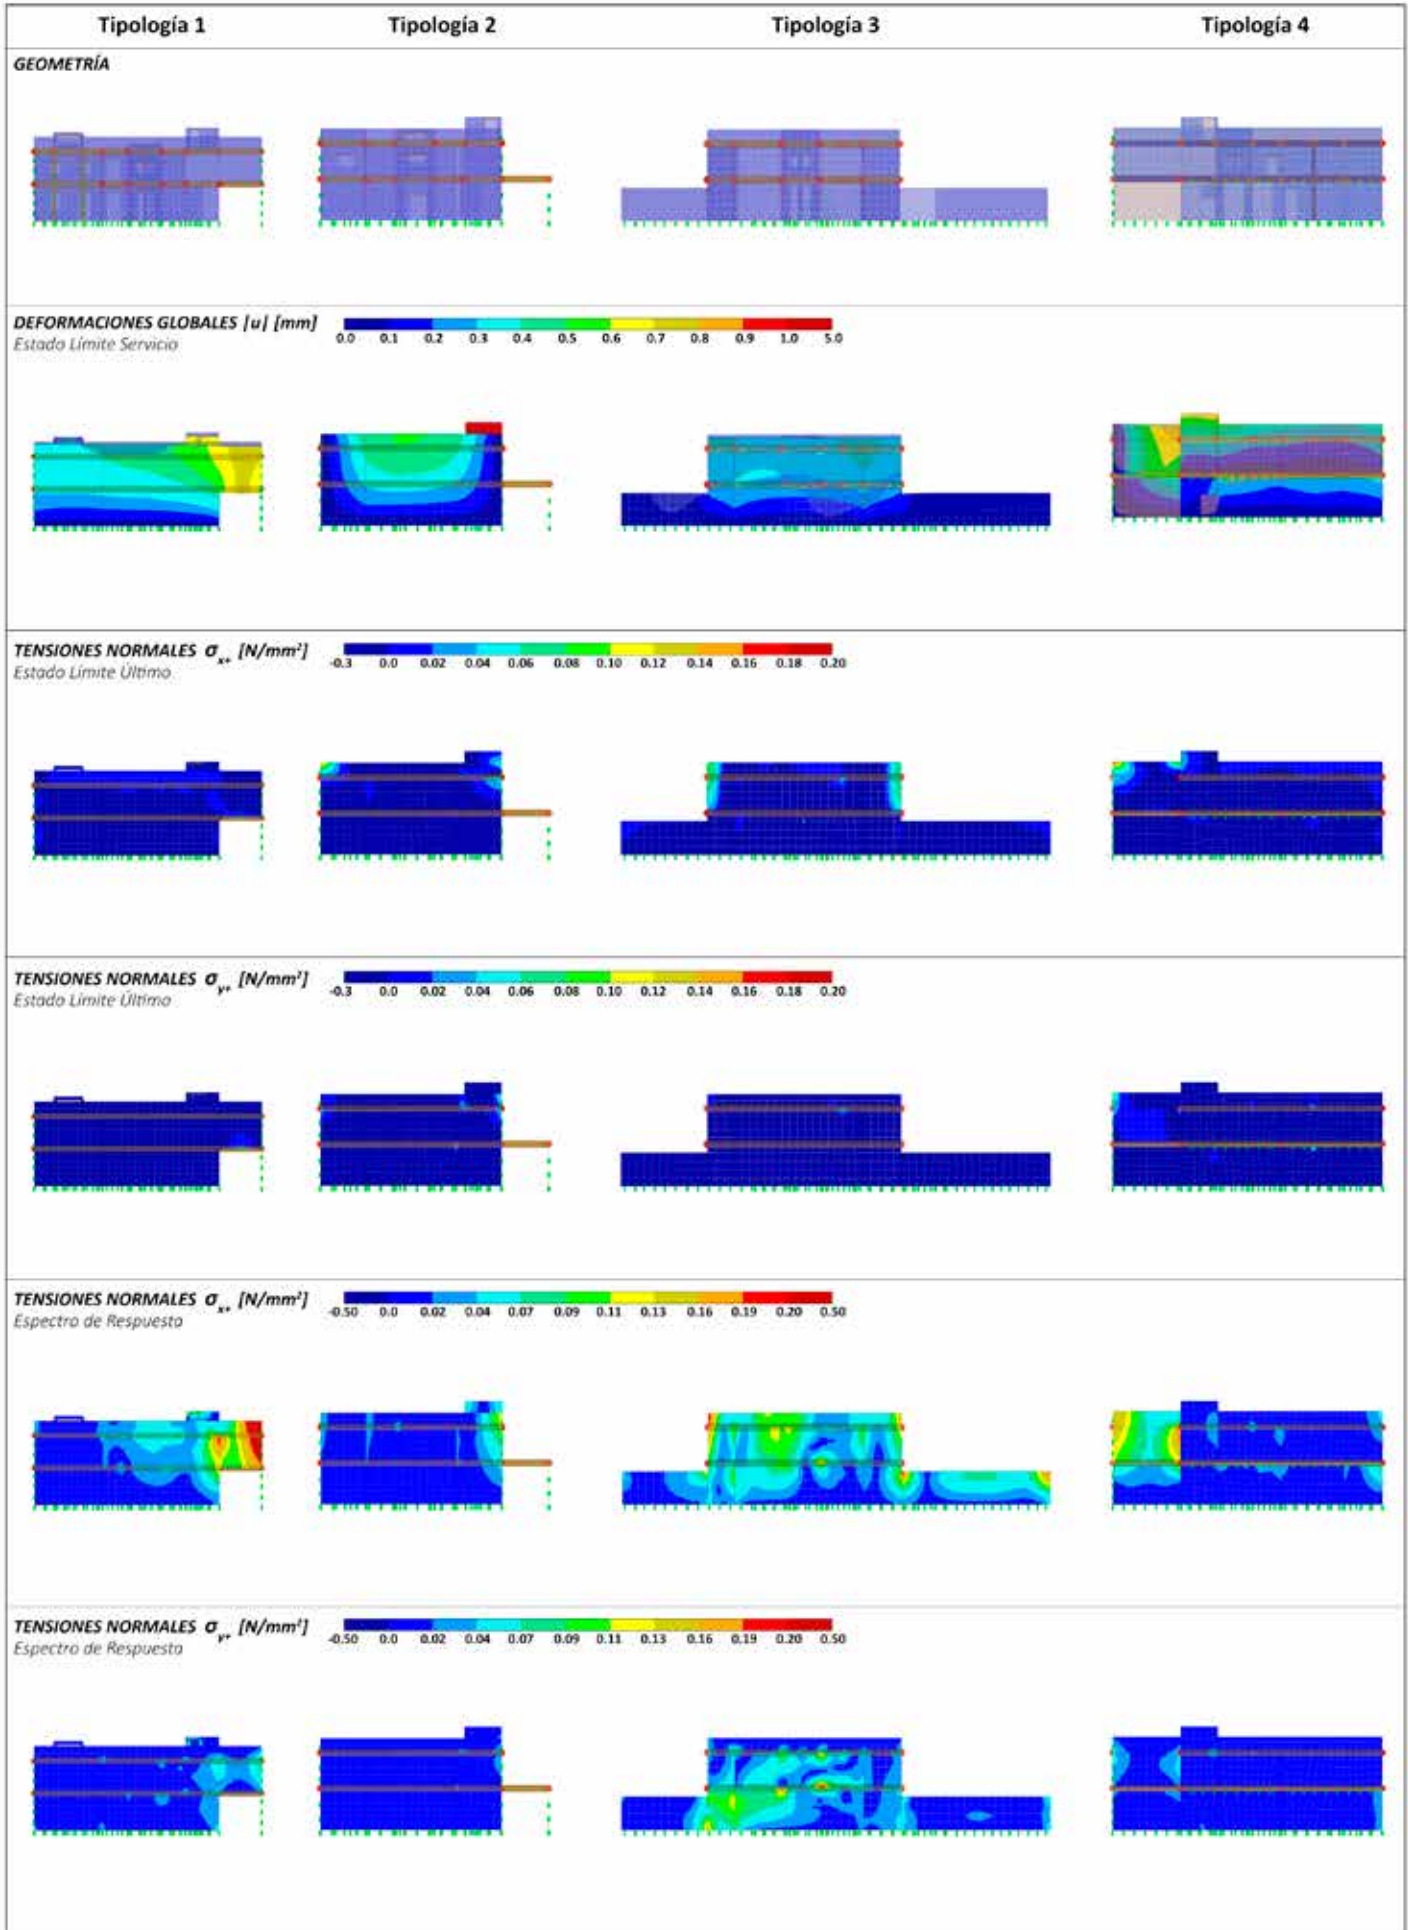 Tipología 1 Tipología 2 Tipología 3 Tipología 4
GEOMETRÍA
DEFORMACIONES GLOBALES |u| [mm]
0.0 0.1 0.2 0.3 0.4 0.5 0.6 0.7 0.8 0.9 1.0 5.0
Estado Límite Servicio
TENSIONES NORMALES σx+ [N/mm²]
-0.3 0.0 0.02 0.04 0.06 0.08 0.10 0.12 0.14 0.16 0.18 0.20
Estado Límite Último
TENSIONES NORMALES σy+ [N/mm²]
-0.3 0.0 0.02 0.04 0.06 0.08 0.10 0.12 0.14 0.16 0.18 0.20
Estado Límite Último
TENSIONES NORMALES σx+ [N/mm²]
-0.50 0.0 0.02 0.04 0.07 0.09 0.11 0.13 0.16 0.19 0.20 0.50
Espectro de Respuesta
TENSIONES NORMALES σy+ [N/mm²]
-0.50 0.0 0.02 0.04 0.07 0.09 0.11 0.13 0.16 0.19 0.20 0.50
Espectro de Respuesta